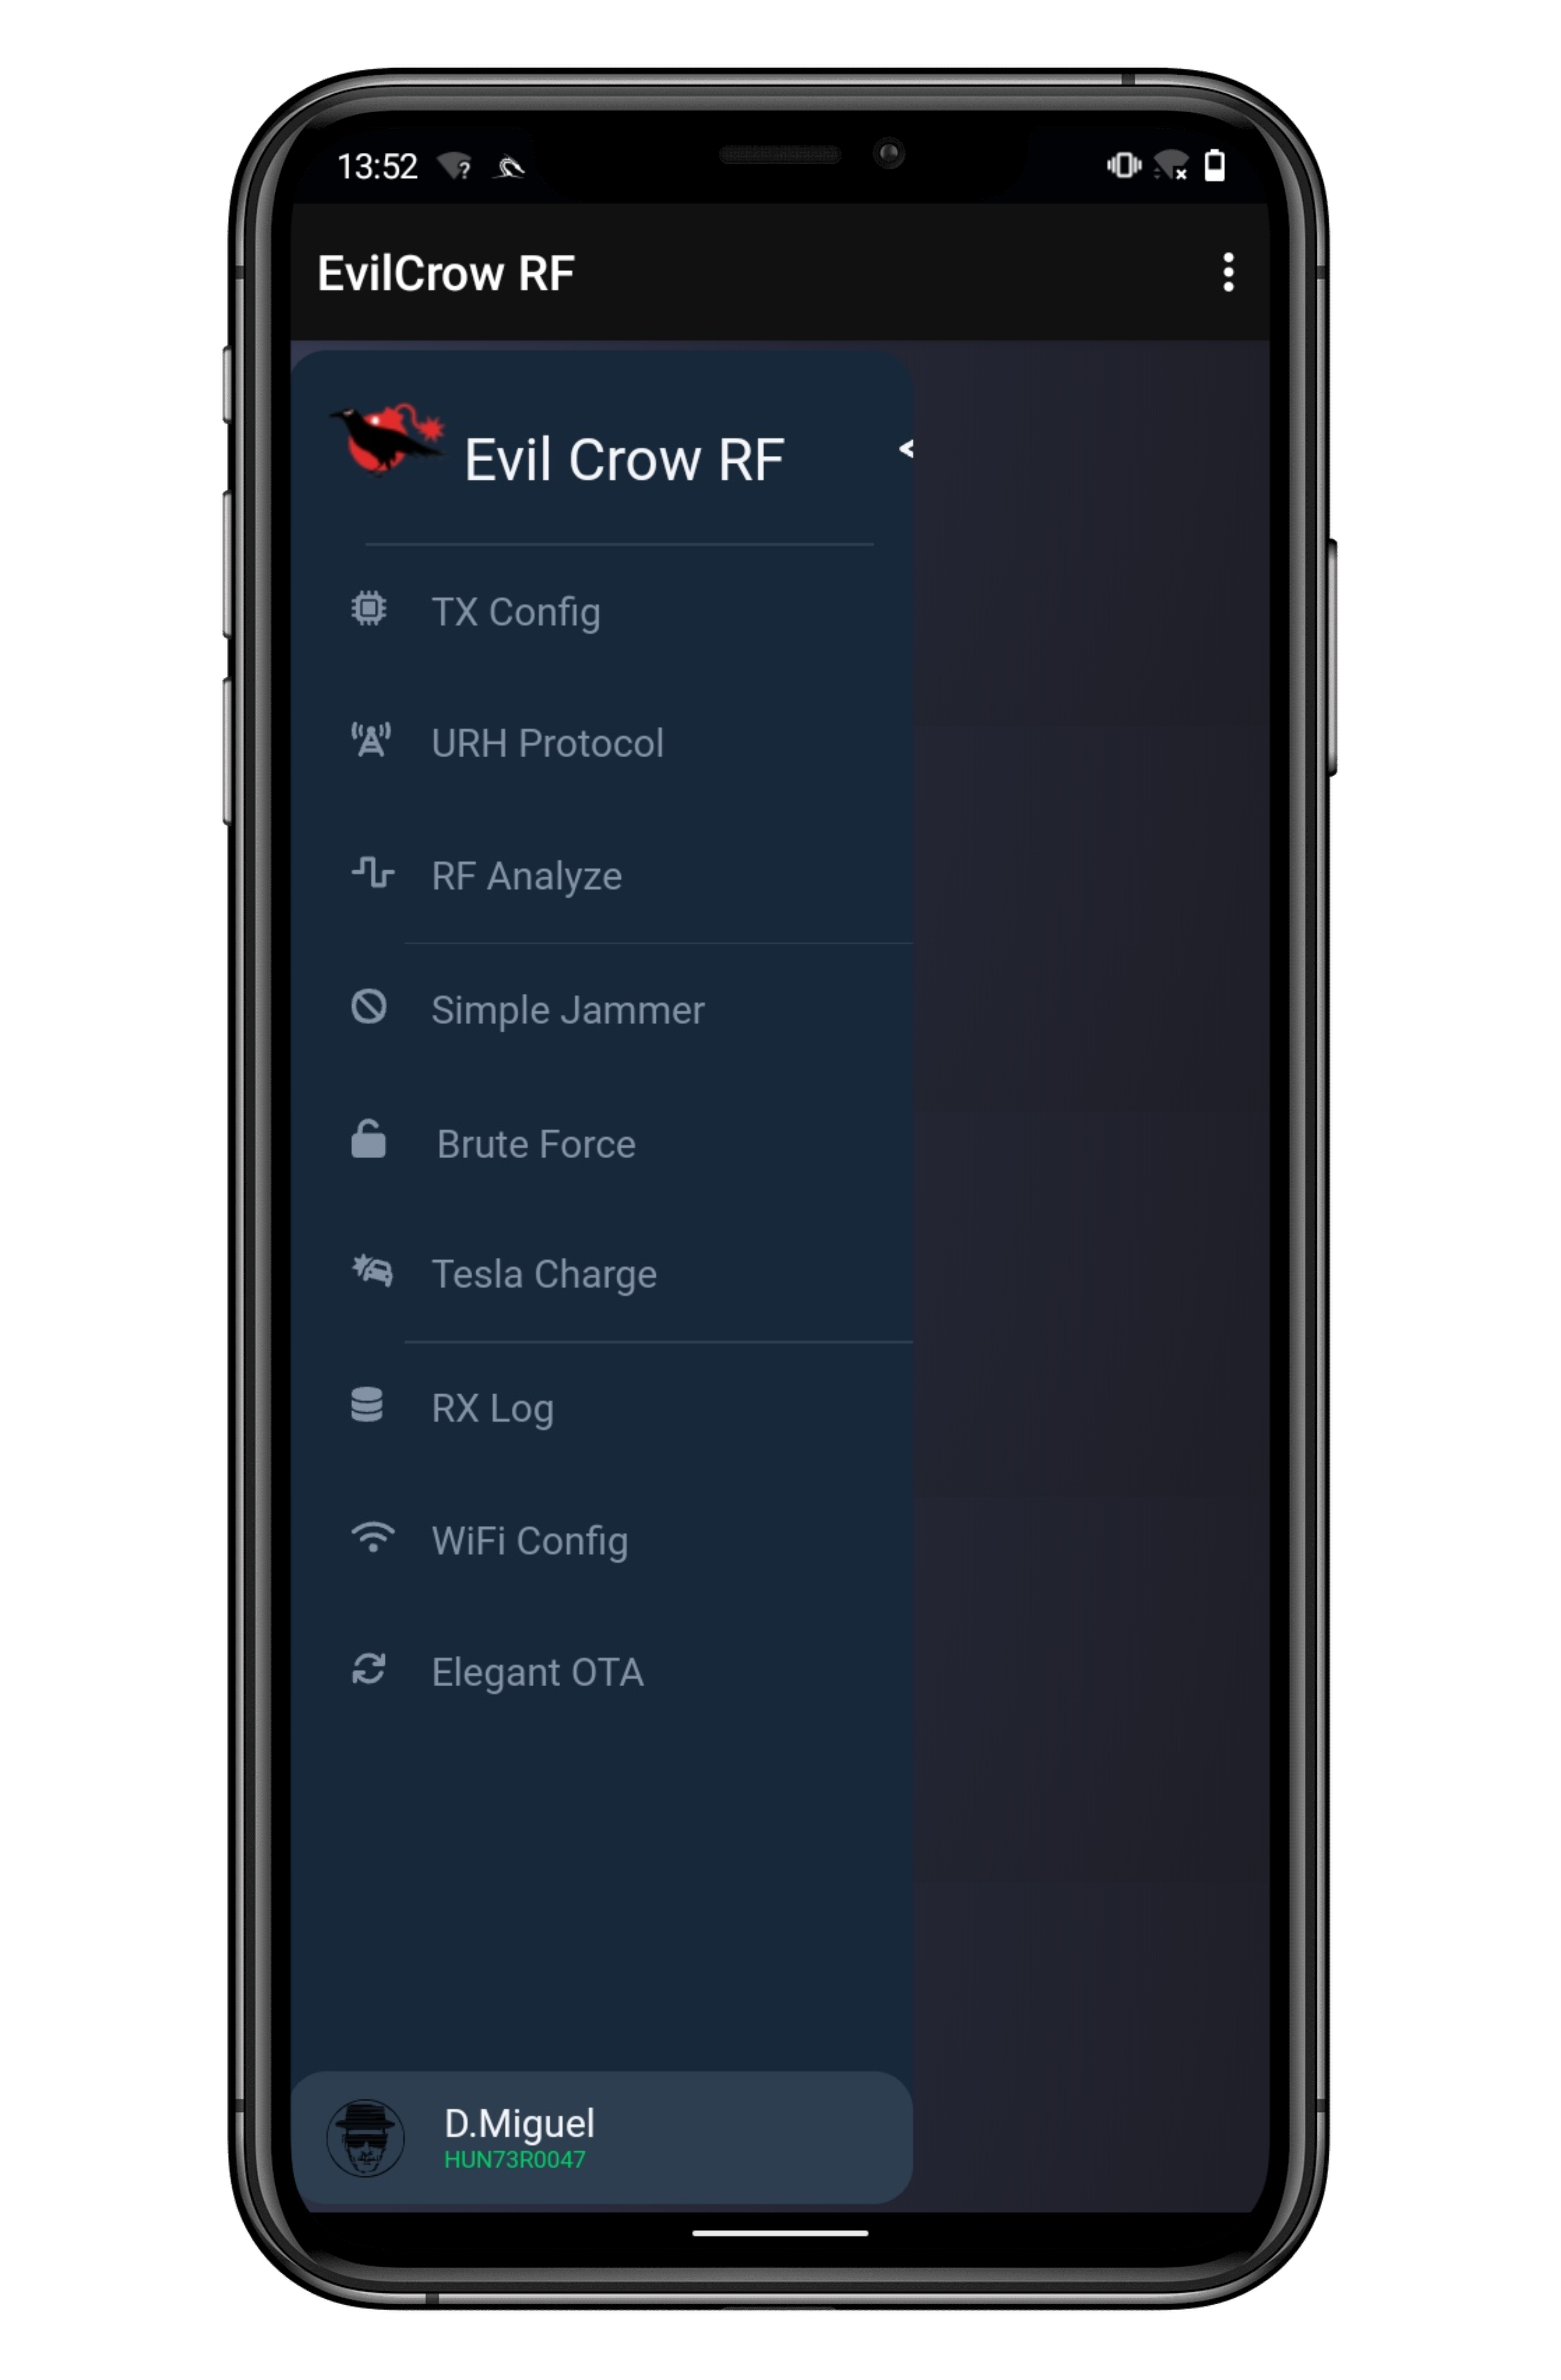 13:52
EvilCrow RF
Evil Crow RF <
TX Config
URH Protocol
RF Analyze
Simple Jammer
Brute Force
Tesla Charge
RX Log
WiFi Config
Elegant OTA
D.Miguel
HUN73R0047